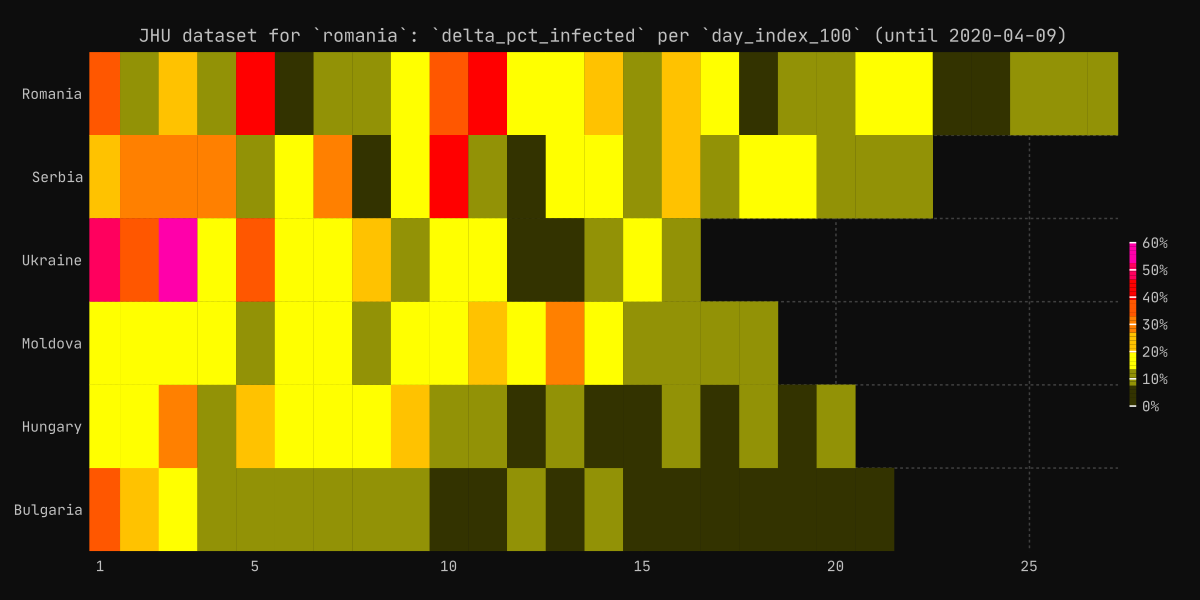 JHU dataset for `romania`: `delta_pct_infected` per `day_index_100` (until 2020-04-09)
Romania
Serbia
Ukraine
Moldova
Hungary
Bulgaria
60%
50%
40%
30%
20%
10%
0%
1 5 10 15 20 25